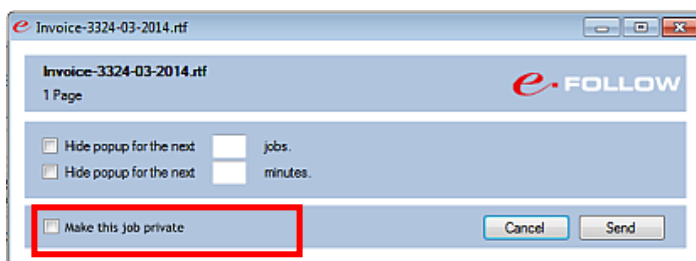 e Invoice-3324-03-2014.rtf
Invoice-3324-03-2014.rtf
1 Page
e-FOLLOW
Hide popup for the next jobs.
Hide popup for the next minutes.
Make this job private
Cancel Send